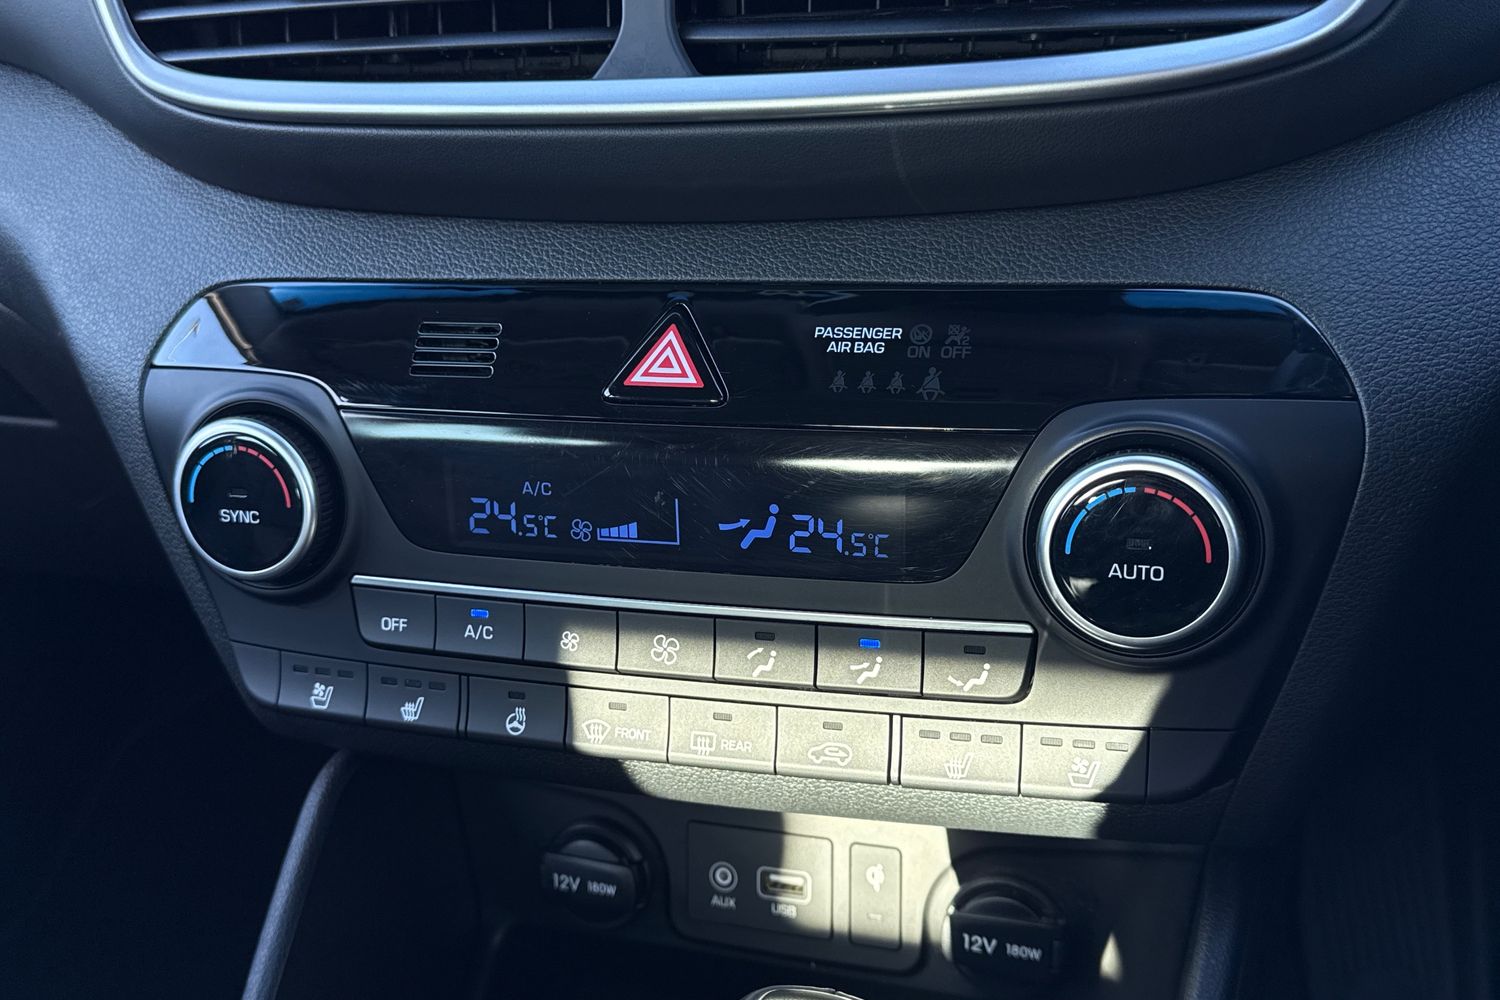 PASSENGER
AIR BAG
ON OFF
SYNC
A/C
24.5°C
24.5°C
AUTO
OFF
A/C
FRONT
REAR
12V 180W
AUX
USB
12V 180W